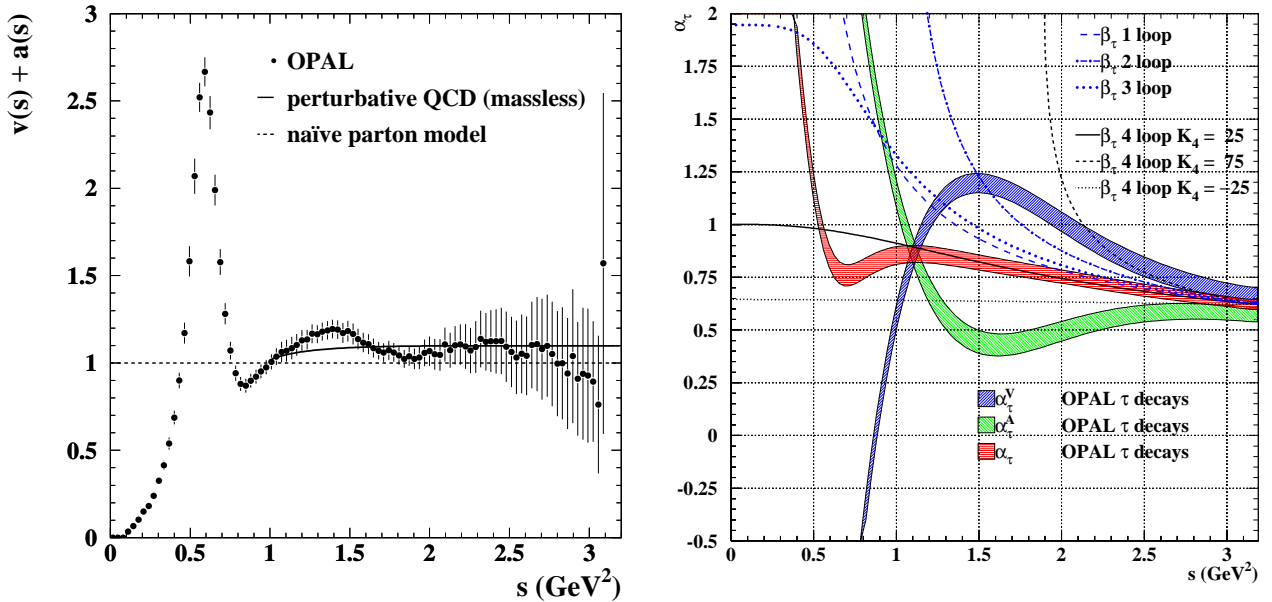 v(s) + a(s)
3
2.5
2
1.5
1
0.5
0
OPAL
perturbative QCD (massless)
naïve parton model
0 0.5 1 1.5 2 2.5 3
s (GeV²)
α_τ
2
1.75
1.5
1.25
1
0.75
0.5
0.25
0
-0.25
-0.5
β_τ 1 loop
β_τ 2 loop
β_τ 3 loop
β_τ 4 loop K₄ = 25
β_τ 4 loop K₄ = 75
β_τ 4 loop K₄ = −25
α_τ^V OPAL τ decays
α_τ^A OPAL τ decays
α_τ OPAL τ decays
0 0.5 1 1.5 2 2.5 3
s (GeV²)